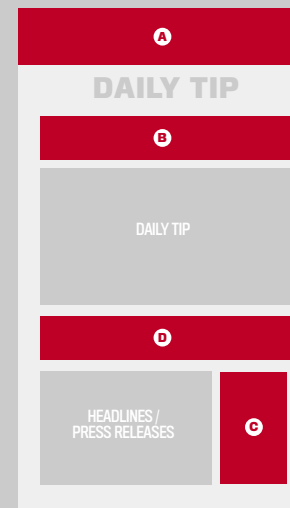 A
DAILY TIP
B
DAILY TIP
D
HEADLINES /
PRESS RELEASES
C